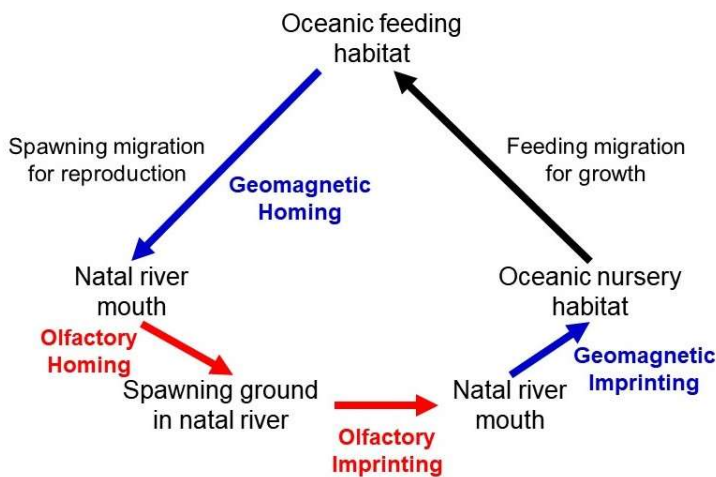 Oceanic feeding
habitat
Spawning migration
for reproduction
Feeding migration
for growth
Geomagnetic
Homing
Natal river
mouth
Oceanic nursery
habitat
Olfactory
Homing
Geomagnetic
Imprinting
Spawning ground
in natal river
Natal river
mouth
Olfactory
Imprinting